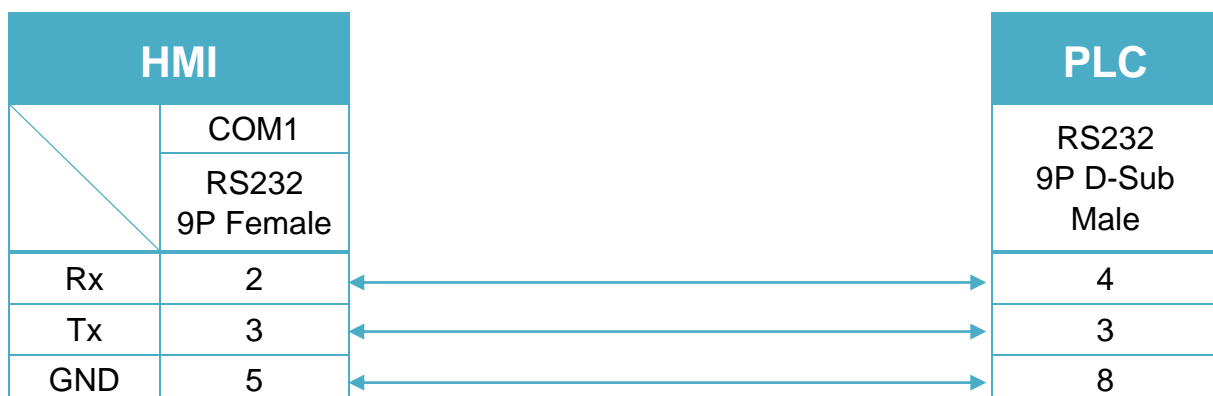 HMI
PLC
COM1
RS232
9P Female
RS232
9P D-Sub
Male
Rx 2 4
Tx 3 3
GND 5 8